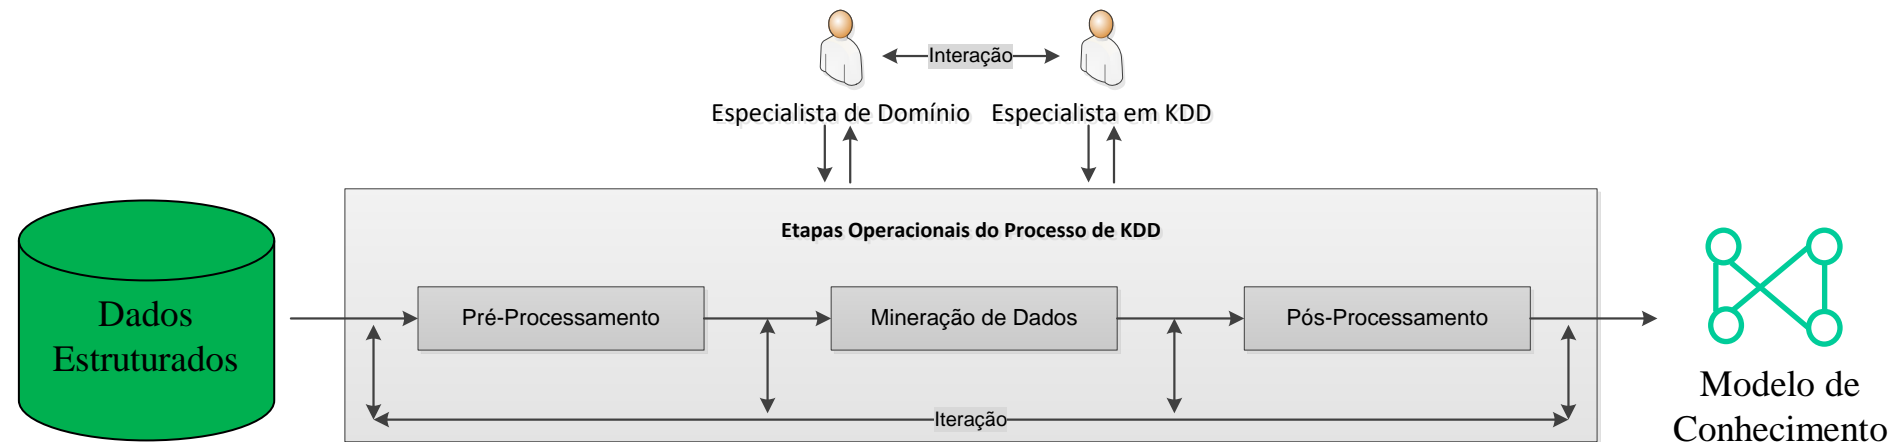 Interação
Especialista de Domínio
Especialista em KDD
Etapas Operacionais do Processo de KDD
Dados
Estruturados
Pré-Processamento
Mineração de Dados
Pós-Processamento
Iteração
Modelo de
Conhecimento